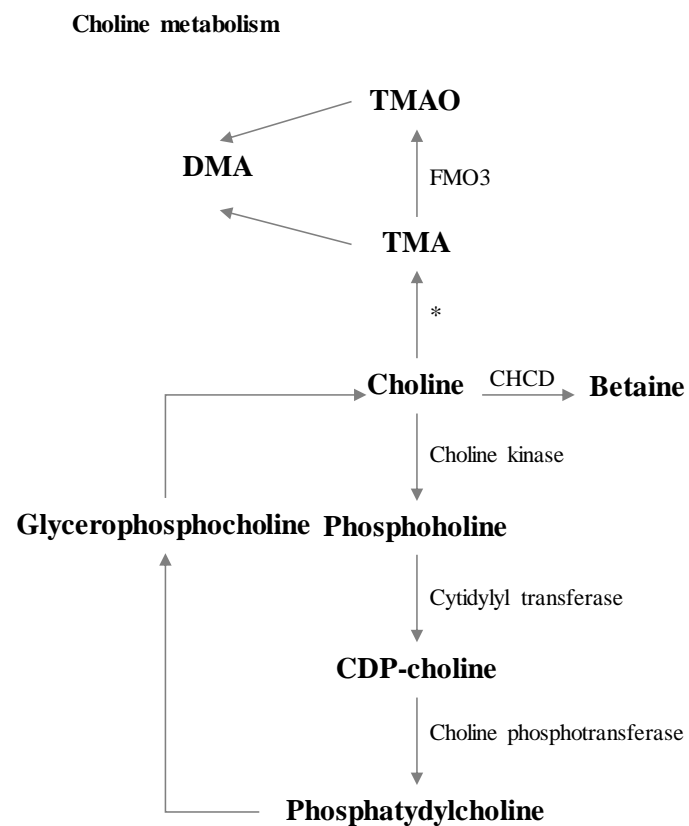 Choline metabolism
TMAO
DMA
FMO3
TMA
*
Choline
CHCD
Betaine
Choline kinase
Glycerophosphocholine
Phosphoholine
Cytidylyl transferase
CDP-choline
Choline phosphotransferase
Phosphatydylcholine